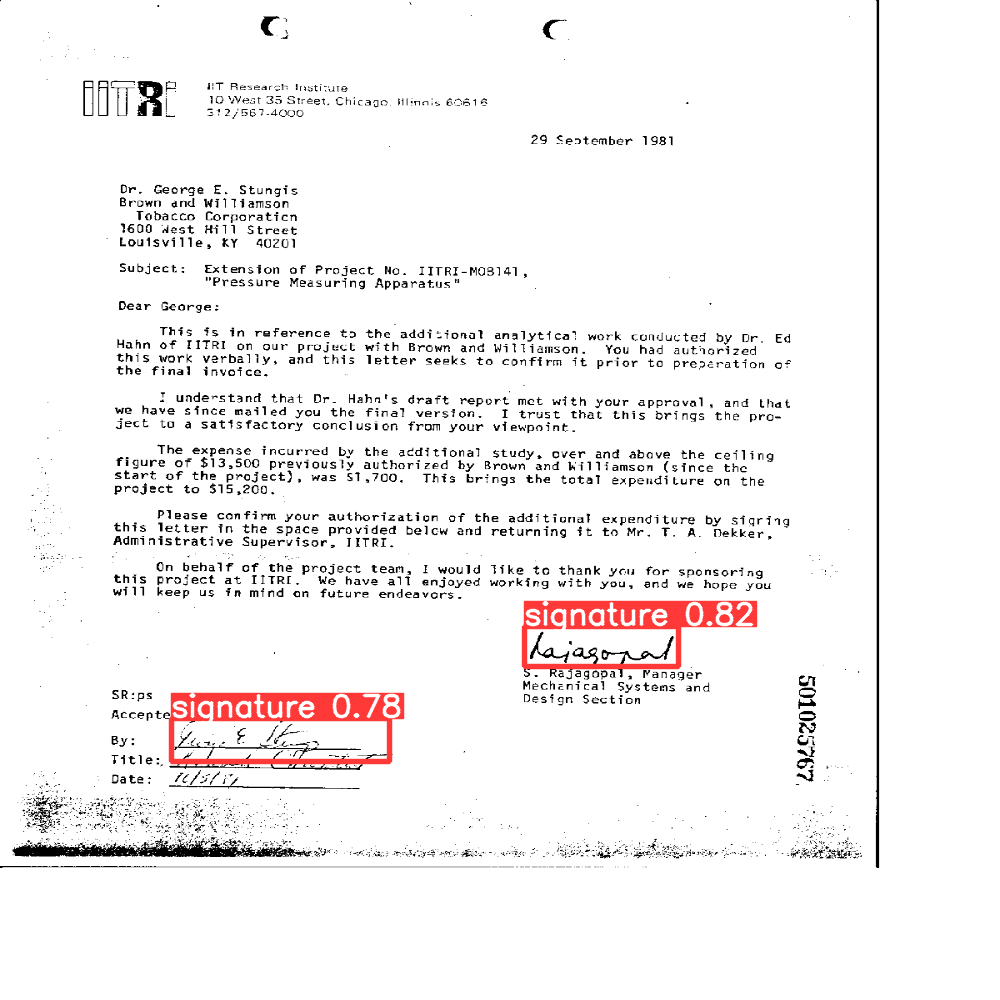 IITRI
IIT Research Institute
10 West 35 Street, Chicago, Illinois 60616
312/567-4000
29 September 1981
Dr. George E. Stungis
Brown and Williamson
Tobacco Corporation
1600 West Hill Street
Louisville, KY 40201
Subject: Extension of Project No. IITRI-M08141,
"Pressure Measuring Apparatus"
Dear George:
This is in reference to the additional analytical work conducted by Dr. Ed
Hahn of IITRI on our project with Brown and Williamson. You had authorized
this work verbally, and this letter seeks to confirm it prior to preparation of
the final invoice.
I understand that Dr. Hahn's draft report met with your approval, and that
we have since mailed you the final version. I trust that this brings the pro-
ject to a satisfactory conclusion from your viewpoint.
The expense incurred by the additional study, over and above the ceiling
figure of $13,500 previously authorized by Brown and Williamson (since the
start of the project), was $1,700. This brings the total expenditure on the
project to $15,200.
Please confirm your authorization of the additional expenditure by signing
this letter in the space provided below and returning it to Mr. T. A. Dekker,
Administrative Supervisor, IITRI.
On behalf of the project team, I would like to thank you for sponsoring
this project at IITRI. We have all enjoyed working with you, and we hope you
will keep us in mind on future endeavors.
signature 0.82
Rajagopal
S. Rajagopal, Manager
Mechanical Systems and
Design Section
SR:ps
signature 0.78
Accepte
By: George E. Stungis
Title:
Date: 10/5/81
501025767